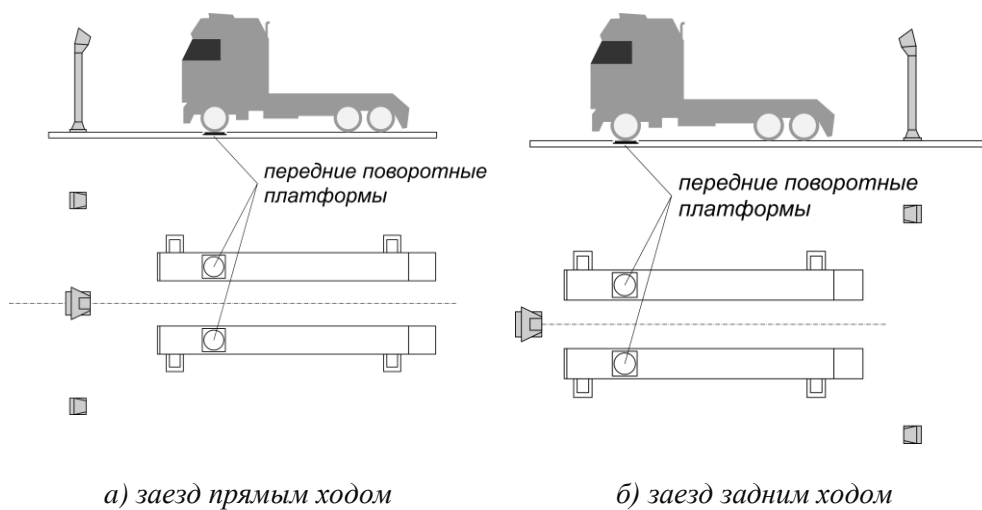 передние поворотные
платформы
передние поворотные
платформы
а) заезд прямым ходом
б) заезд задним ходом